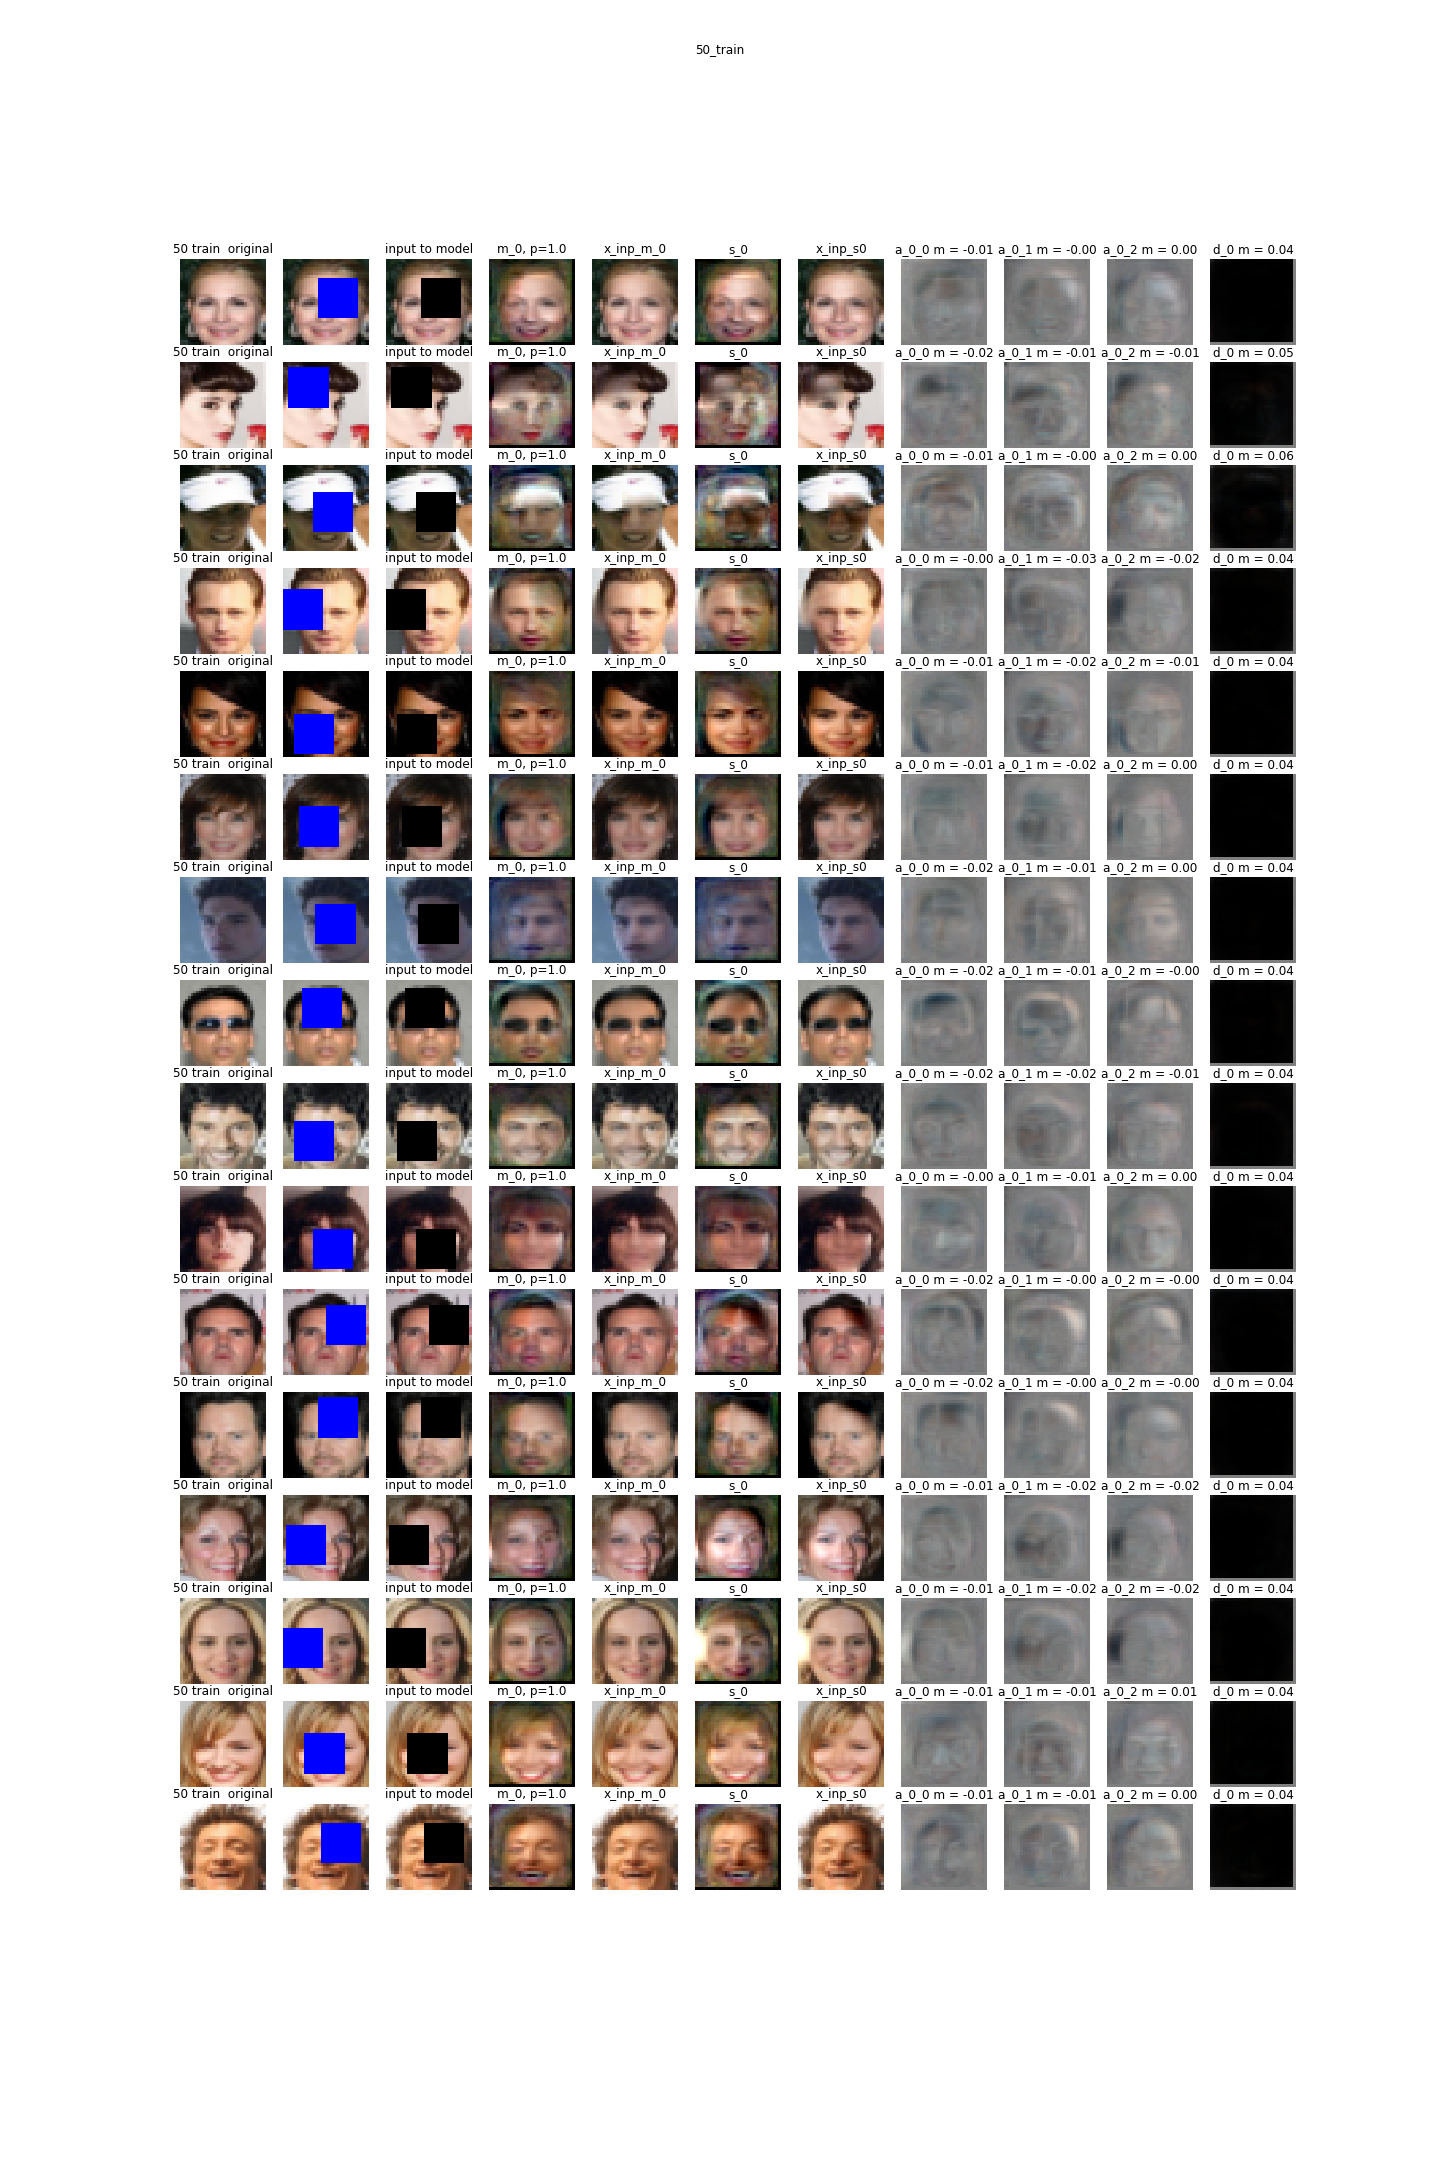 50_train
50 train original input to model m_0, p=1.0 x_inp_m_0 s_0 x_inp_s0 a_0_0 m = -0.01 a_0_1 m = -0.00 a_0_2 m = 0.00 d_0 m = 0.04
50 train original input to model m_0, p=1.0 x_inp_m_0 s_0 x_inp_s0 a_0_0 m = -0.02 a_0_1 m = -0.01 a_0_2 m = -0.01 d_0 m = 0.05
50 train original input to model m_0, p=1.0 x_inp_m_0 s_0 x_inp_s0 a_0_0 m = -0.01 a_0_1 m = -0.00 a_0_2 m = 0.00 d_0 m = 0.06
50 train original input to model m_0, p=1.0 x_inp_m_0 s_0 x_inp_s0 a_0_0 m = -0.00 a_0_1 m = -0.03 a_0_2 m = -0.02 d_0 m = 0.04
50 train original input to model m_0, p=1.0 x_inp_m_0 s_0 x_inp_s0 a_0_0 m = -0.01 a_0_1 m = -0.02 a_0_2 m = -0.01 d_0 m = 0.04
50 train original input to model m_0, p=1.0 x_inp_m_0 s_0 x_inp_s0 a_0_0 m = -0.01 a_0_1 m = -0.02 a_0_2 m = 0.00 d_0 m = 0.04
50 train original input to model m_0, p=1.0 x_inp_m_0 s_0 x_inp_s0 a_0_0 m = -0.02 a_0_1 m = -0.01 a_0_2 m = 0.00 d_0 m = 0.04
50 train original input to model m_0, p=1.0 x_inp_m_0 s_0 x_inp_s0 a_0_0 m = -0.02 a_0_1 m = -0.01 a_0_2 m = -0.00 d_0 m = 0.04
50 train original input to model m_0, p=1.0 x_inp_m_0 s_0 x_inp_s0 a_0_0 m = -0.02 a_0_1 m = -0.02 a_0_2 m = -0.01 d_0 m = 0.04
50 train original input to model m_0, p=1.0 x_inp_m_0 s_0 x_inp_s0 a_0_0 m = -0.00 a_0_1 m = -0.01 a_0_2 m = 0.00 d_0 m = 0.04
50 train original input to model m_0, p=1.0 x_inp_m_0 s_0 x_inp_s0 a_0_0 m = -0.02 a_0_1 m = -0.00 a_0_2 m = -0.00 d_0 m = 0.04
50 train original input to model m_0, p=1.0 x_inp_m_0 s_0 x_inp_s0 a_0_0 m = -0.02 a_0_1 m = -0.00 a_0_2 m = -0.00 d_0 m = 0.04
50 train original input to model m_0, p=1.0 x_inp_m_0 s_0 x_inp_s0 a_0_0 m = -0.01 a_0_1 m = -0.02 a_0_2 m = -0.02 d_0 m = 0.04
50 train original input to model m_0, p=1.0 x_inp_m_0 s_0 x_inp_s0 a_0_0 m = -0.01 a_0_1 m = -0.02 a_0_2 m = -0.02 d_0 m = 0.04
50 train original input to model m_0, p=1.0 x_inp_m_0 s_0 x_inp_s0 a_0_0 m = -0.01 a_0_1 m = -0.01 a_0_2 m = 0.01 d_0 m = 0.04
50 train original input to model m_0, p=1.0 x_inp_m_0 s_0 x_inp_s0 a_0_0 m = -0.01 a_0_1 m = -0.01 a_0_2 m = 0.00 d_0 m = 0.04